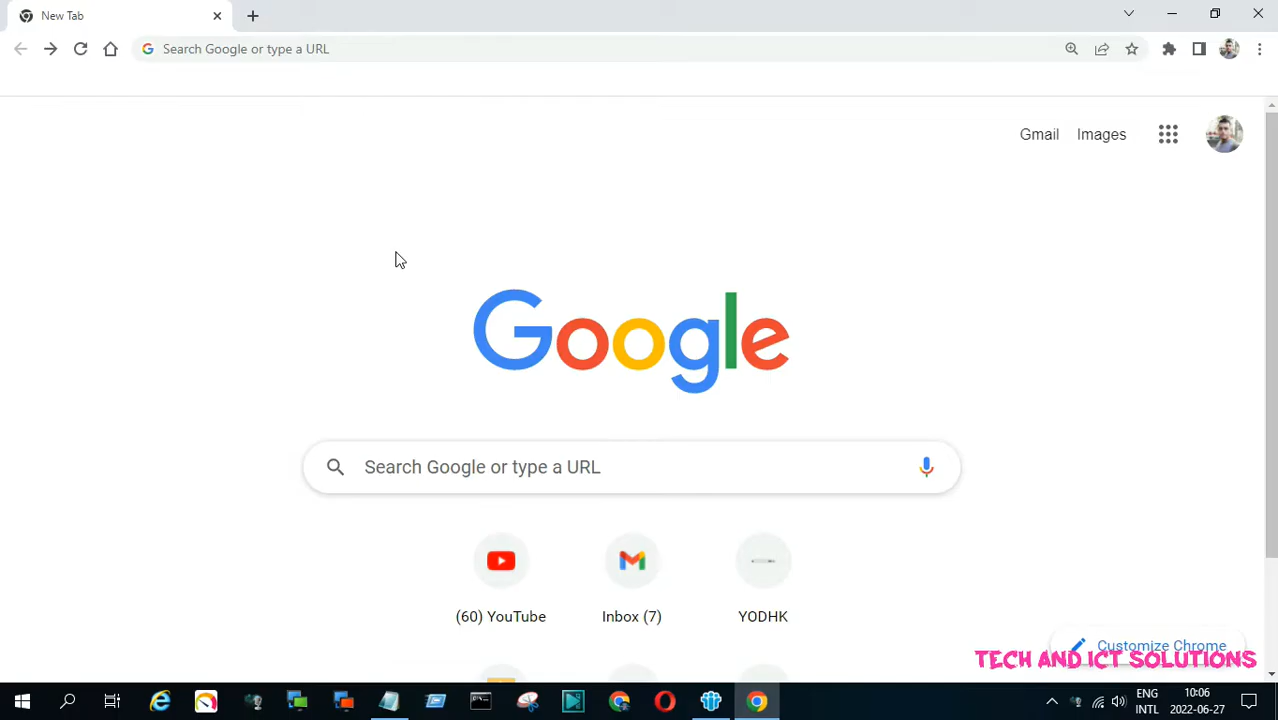 New Tab
Search Google or type a URL
Gmail Images
Google
Search Google or type a URL
(60) YouTube
Inbox (7)
YODHK
Customize Chrome
TECH AND ICT SOLUTIONS
ENG
INTL
10:06
2022-06-27